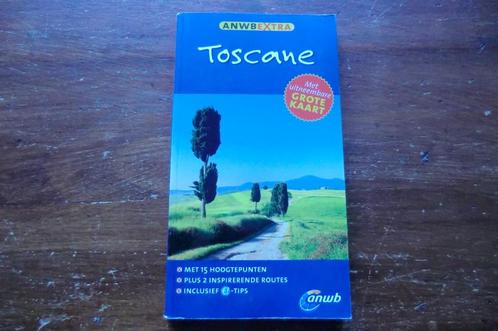 ANWB EXTRA
Toscane
Met
uitneembare
GROTE
KAART
MET 15 HOOGTEPUNTEN
PLUS 2 INSPIRERENDE ROUTES
INCLUSIEF @-TIPS
anwb